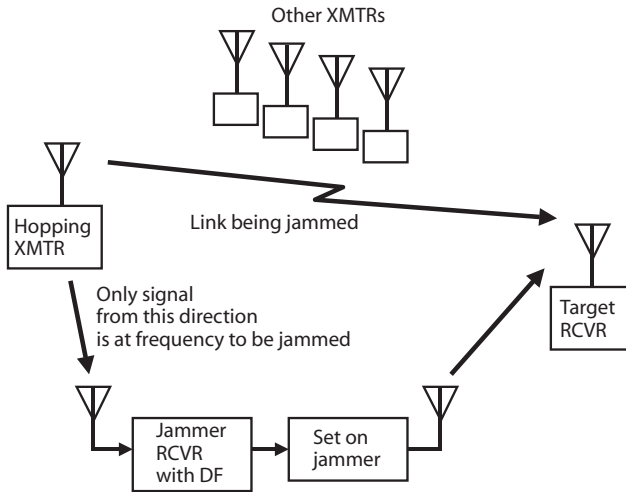 Other XMTRs
Hopping
XMTR
Link being jammed
Only signal
from this direction
is at frequency to be jammed
Target
RCVR
Jammer
RCVR
with DF
Set on
jammer